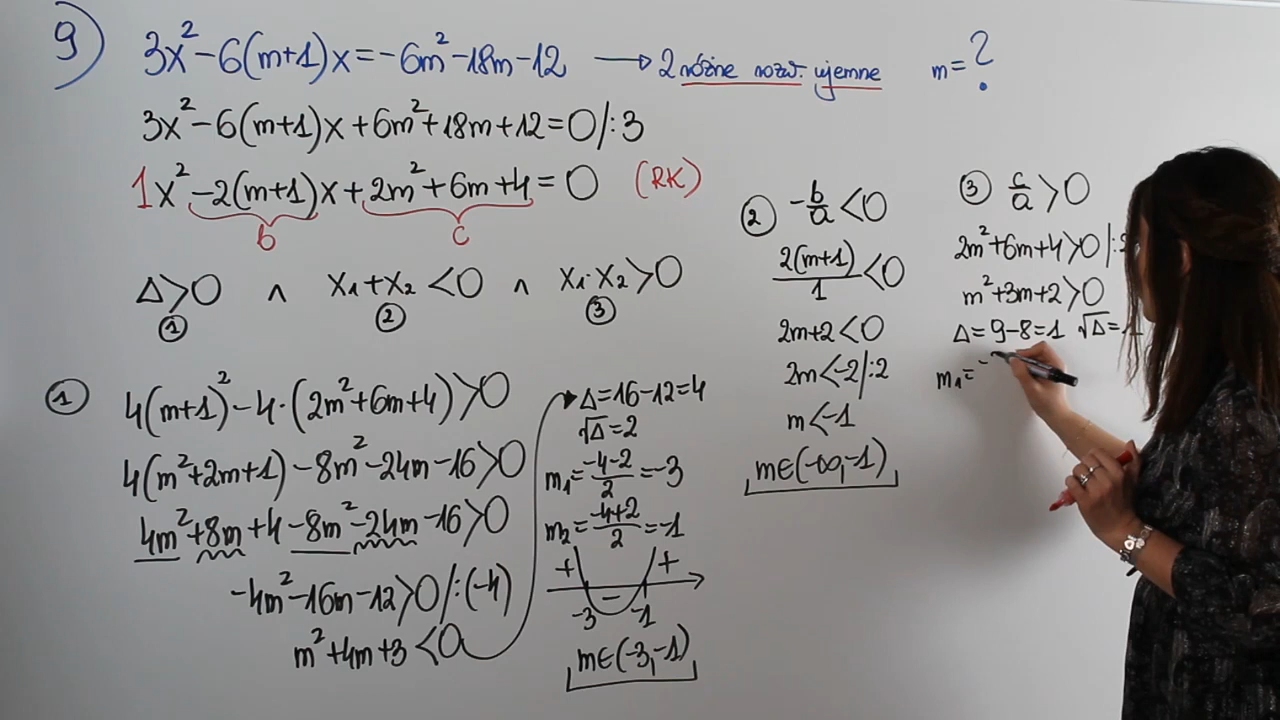 9) 3x²-6(m+1)x=-6m²-18m-12 → 2 różne rozw. ujemne m=?
3x²-6(m+1)x+6m²+18m+12=0/:3
1x²-2(m+1)x+2m²+6m+4=0 (RK)
b c
Δ>0 ∧ x₁+x₂<0 ∧ x₁·x₂>0
① ② ③
① 4(m+1)²-4·(2m²+6m+4)>0
4(m²+2m+1)-8m²-24m-16>0
4m²+8m+4-8m²-24m-16>0
-4m²-16m-12>0/:(-4)
m²+4m+3<0
Δ=16-12=4
√Δ=2
m₁=\frac{-4-2}{2}=-3
m₂=\frac{-4+2}{2}=-1
+ - +
-3 -1
m∈(-3,-1)
② -\frac{b}{a}<0
\frac{2(m+1)}{1}<0
2m+2<0
2m<-2/:2
m<-1
m∈(-∞,-1)
③ \frac{c}{a}>0
2m²+6m+4>0/:2
m²+3m+2>0
Δ=9-8=1 √Δ=1
m₁=-